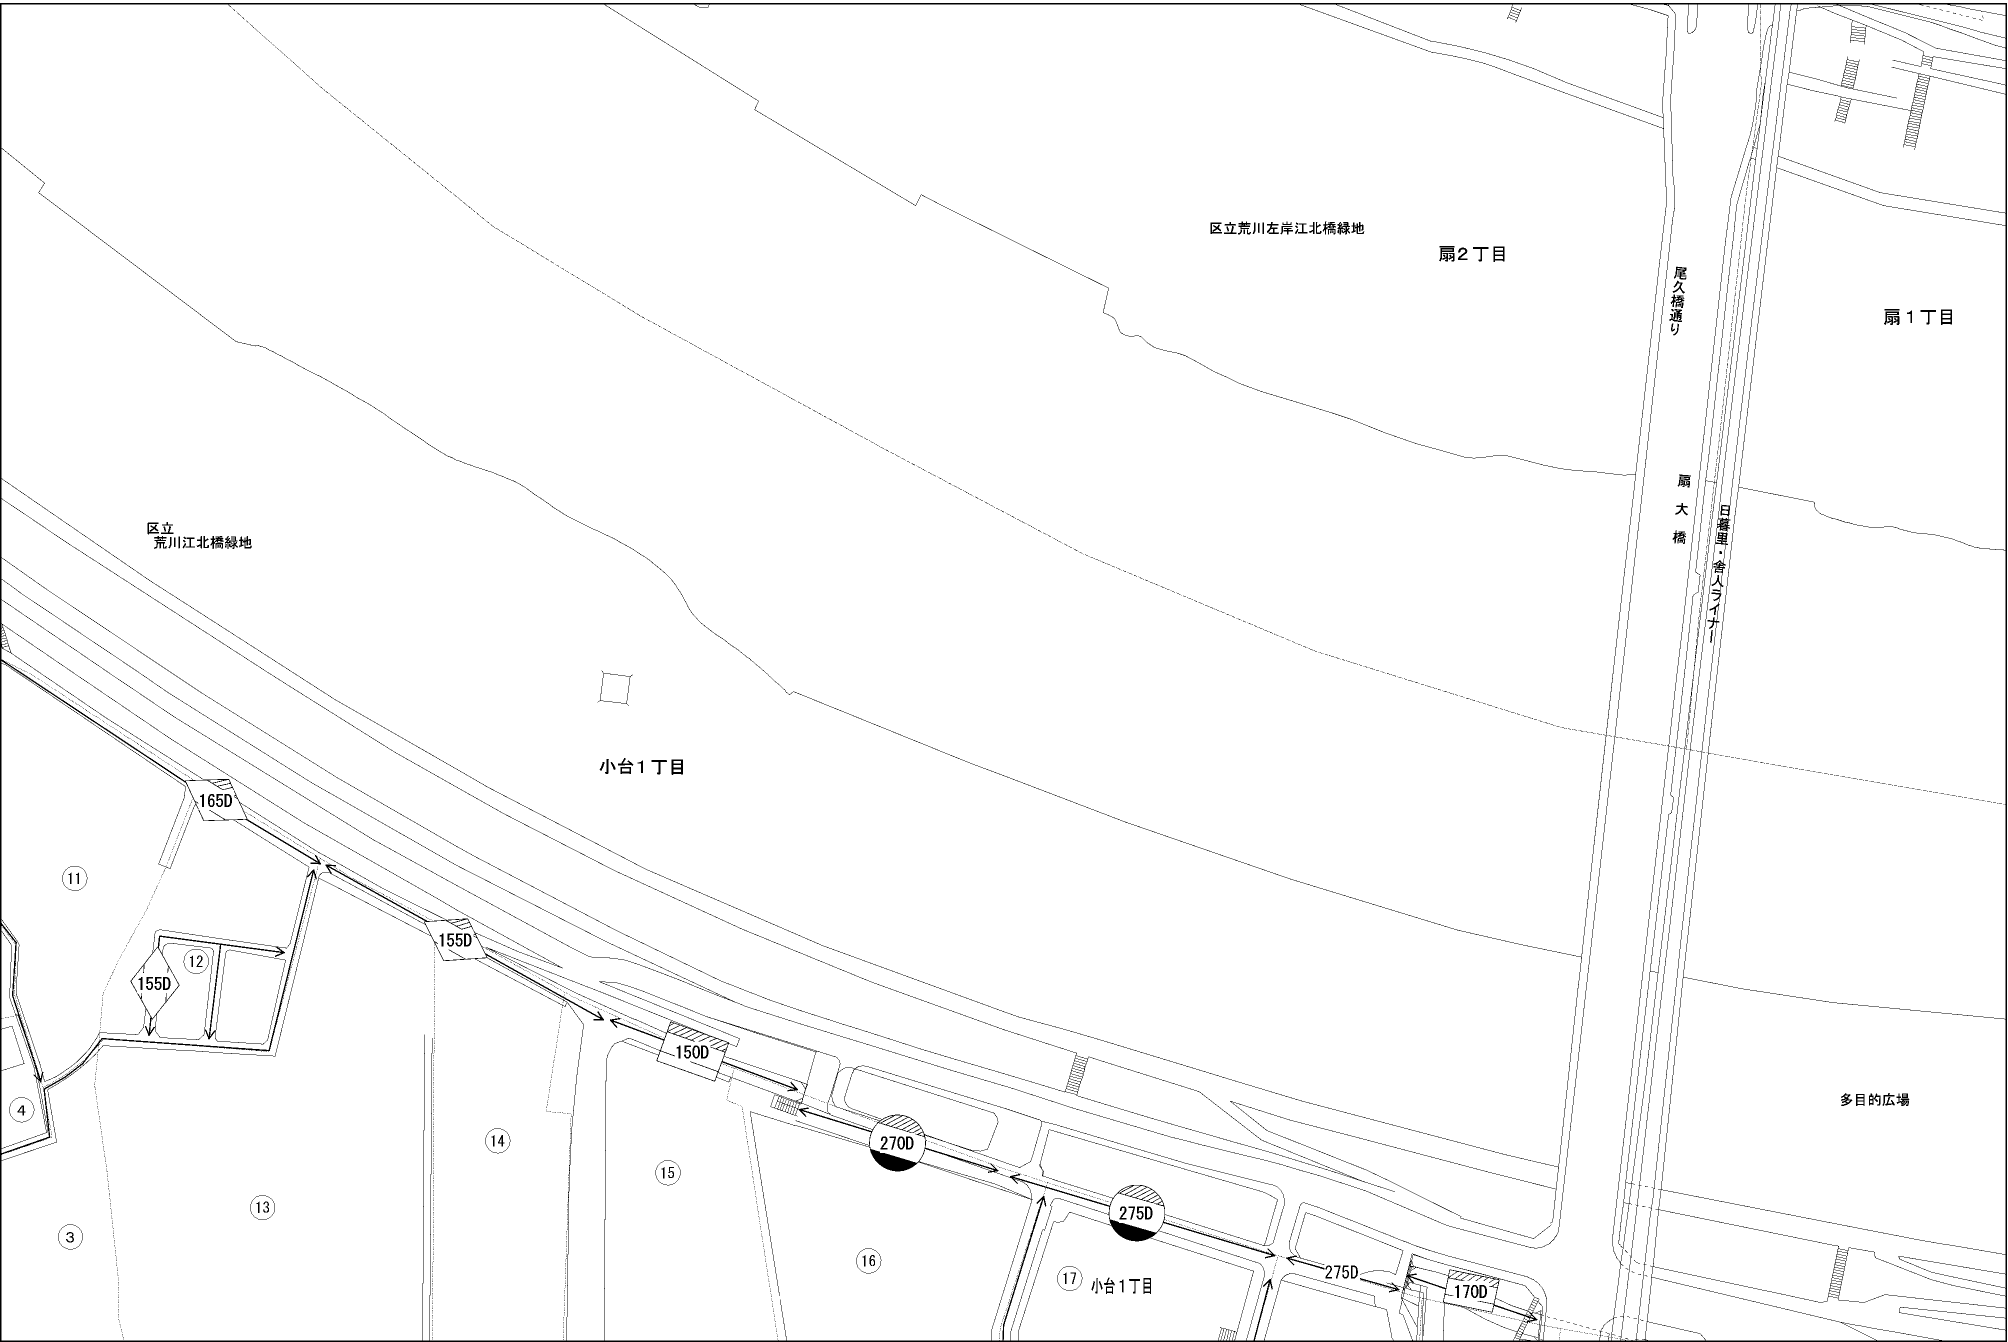 区立荒川左岸江北橋緑地
扇2丁目
尾久橋通り
扇1丁目
扇大橋
日暮里・舎人ライナー
区立
荒川江北橋緑地
小台1丁目
165D
11
155D
12
155D
150D
4
多目的広場
14
270D
15
13
275D
3
16
17
小台1丁目
275D
170D